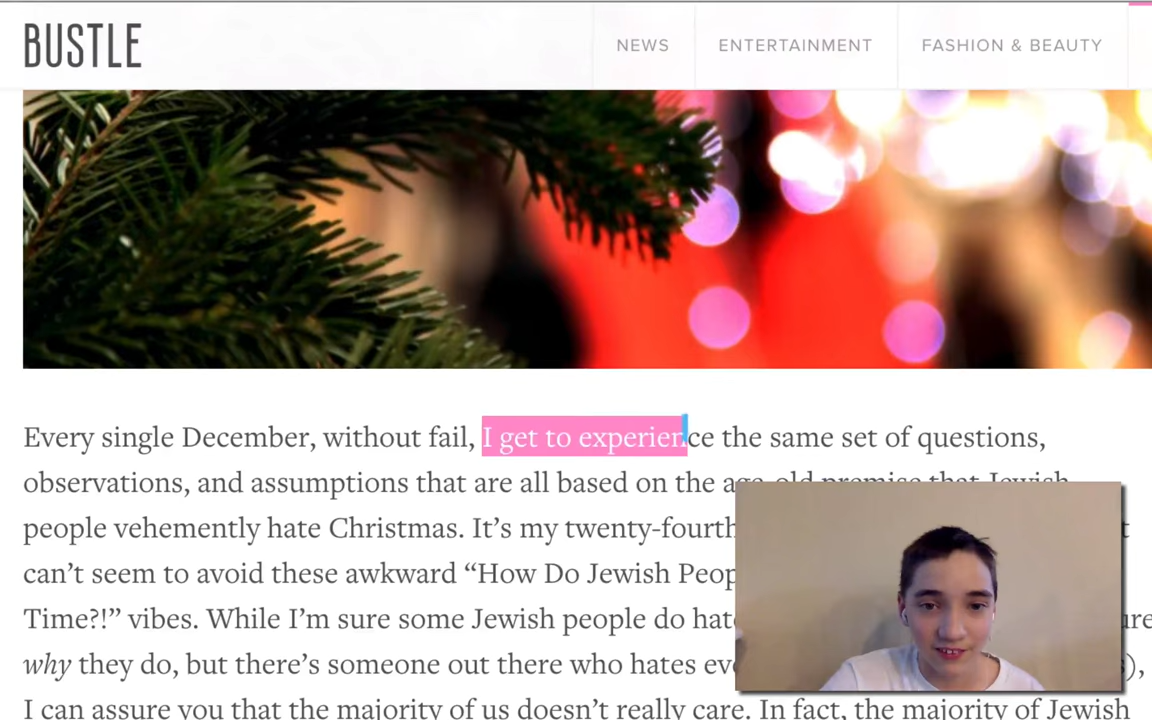 BUSTLE
NEWS
ENTERTAINMENT
FASHION & BEAUTY
Every single December, without fail, I get to experience the same set of questions,
observations, and assumptions that are all based on the age-old premise that Jewish
people vehemently hate Christmas. It’s my twenty-fourth
can’t seem to avoid these awkward “How Do Jewish
Time?!” vibes. While I’m sure some Jewish people do
why they do, but there’s someone out there who hates
I can assure you that the majority of us doesn’t really care. In fact, the majority of Jewish